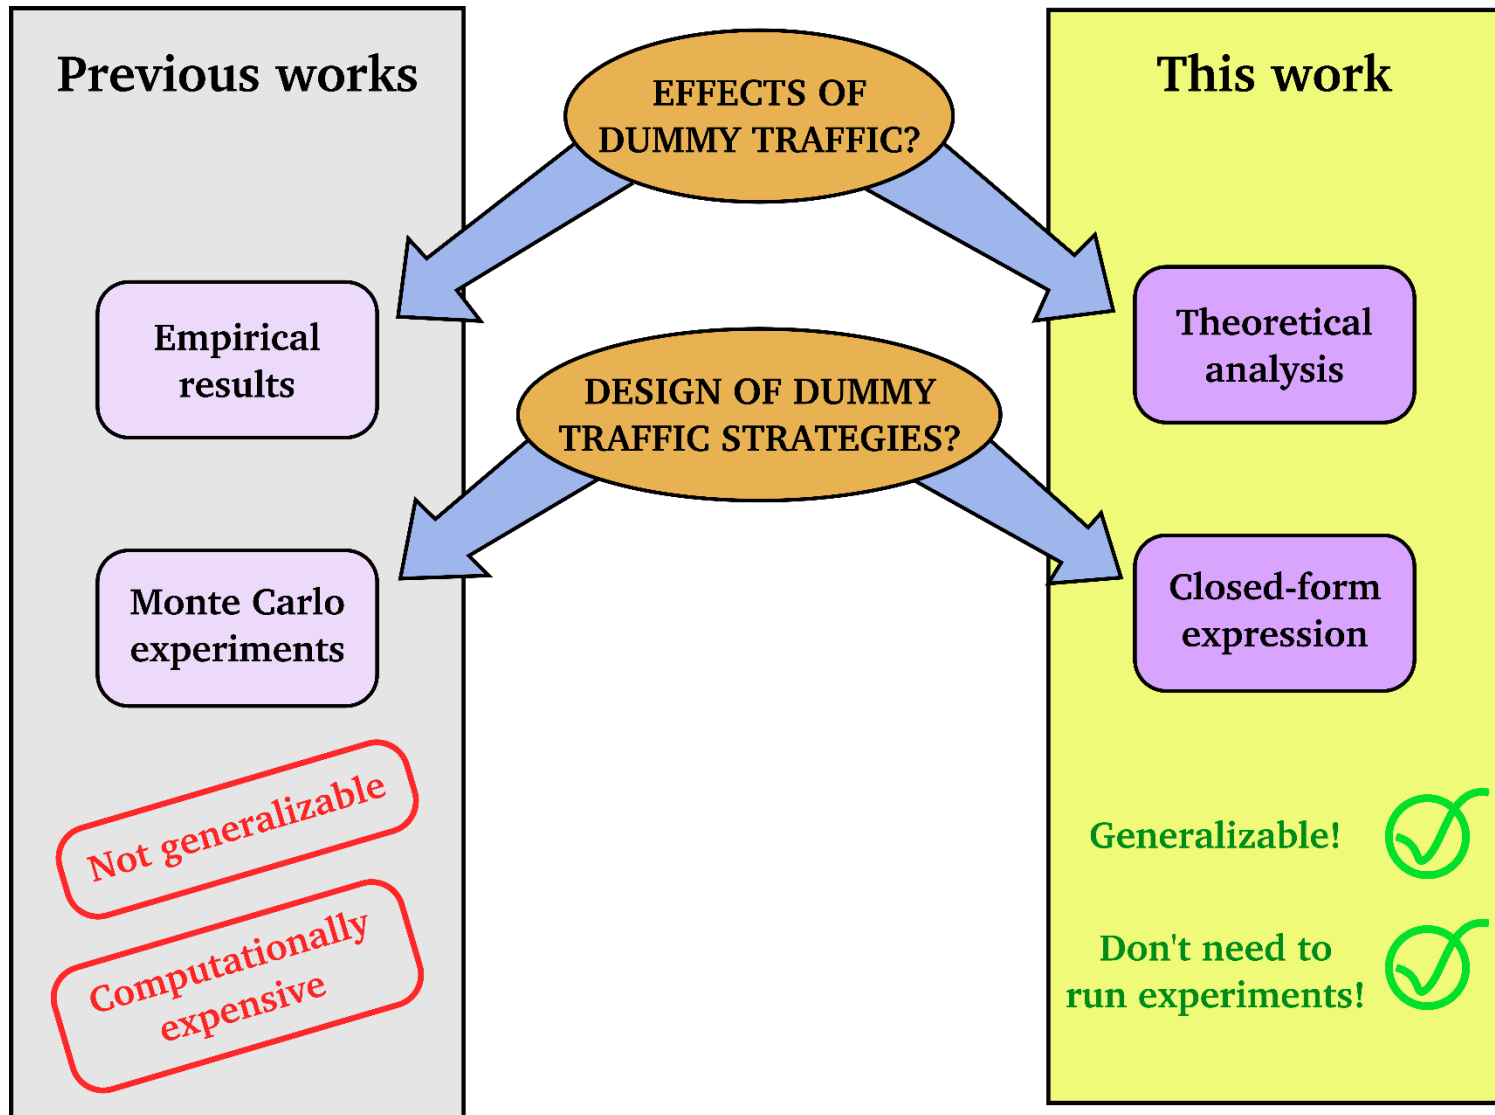 Previous works
EFFECTS OF
DUMMY TRAFFIC?
This work
Empirical
results
Theoretical
analysis
DESIGN OF DUMMY
TRAFFIC STRATEGIES?
Monte Carlo
experiments
Closed-form
expression
Not generalizable
Computationally
expensive
Generalizable!
Don't need to
run experiments!